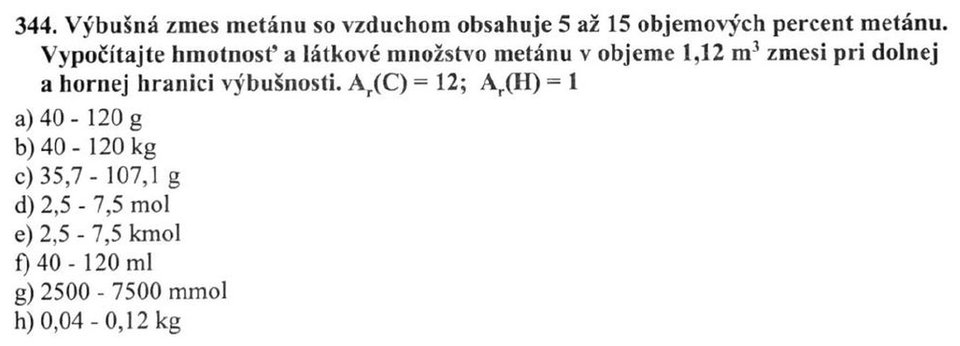 344. Výbušná zmes metánu so vzduchom obsahuje 5 až 15 objemových percent metánu.
Vypočítajte hmotnosť a látkové množstvo metánu v objeme 1,12 m³ zmesi pri dolnej
a hornej hranici výbušnosti. Aᵣ(C) = 12; Aᵣ(H) = 1
a) 40 - 120 g
b) 40 - 120 kg
c) 35,7 - 107,1 g
d) 2,5 - 7,5 mol
e) 2,5 - 7,5 kmol
f) 40 - 120 ml
g) 2500 - 7500 mmol
h) 0,04 - 0,12 kg